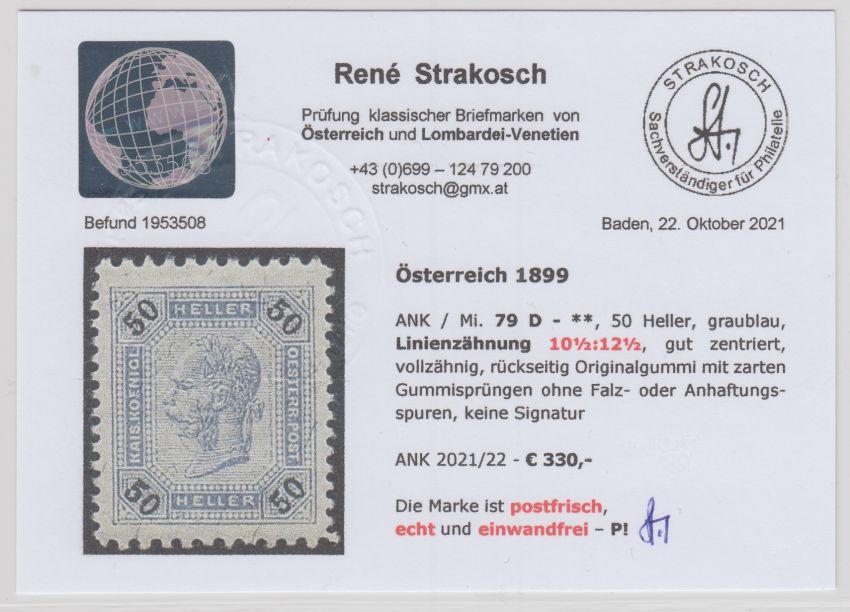 René Strakosch
Prüfung klassischer Briefmarken von
Österreich und Lombardei-Venetien
+43 (0)699 – 124 79 200
strakosch@gmx.at
STRAKOSCH
Sachverständiger für Philatelie
Befund 1953508
Baden, 22. Oktober 2021
50 HELLER 50
KAIS.KOENIGL.
OESTERR.POST
50 HELLER 50
Österreich 1899
ANK / Mi. 79 D - **, 50 Heller, graublau,
Linienzähnung 10½:12½, gut zentriert,
vollzähnig, rückseitig Originalgummi mit zarten
Gummisprüngen ohne Falz- oder Anhaftungs-
spuren, keine Signatur
ANK 2021/22 - € 330,-
Die Marke ist postfrisch,
echt und einwandfrei – P!